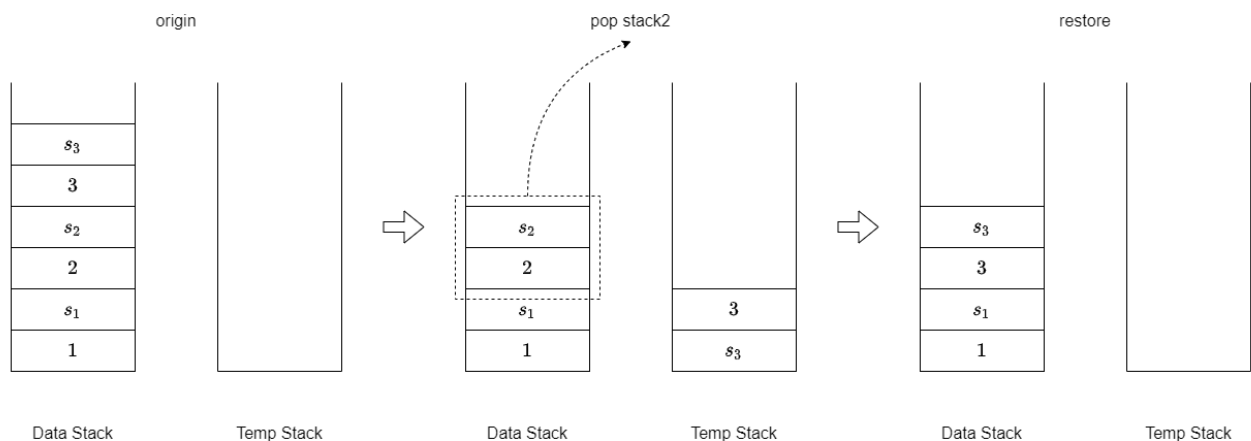 origin
pop stack2
restore
s₃
3
s₂
2
s₁
1
s₂
2
s₁
1
3
s₃
s₃
3
s₁
1
Data Stack
Temp Stack
Data Stack
Temp Stack
Data Stack
Temp Stack